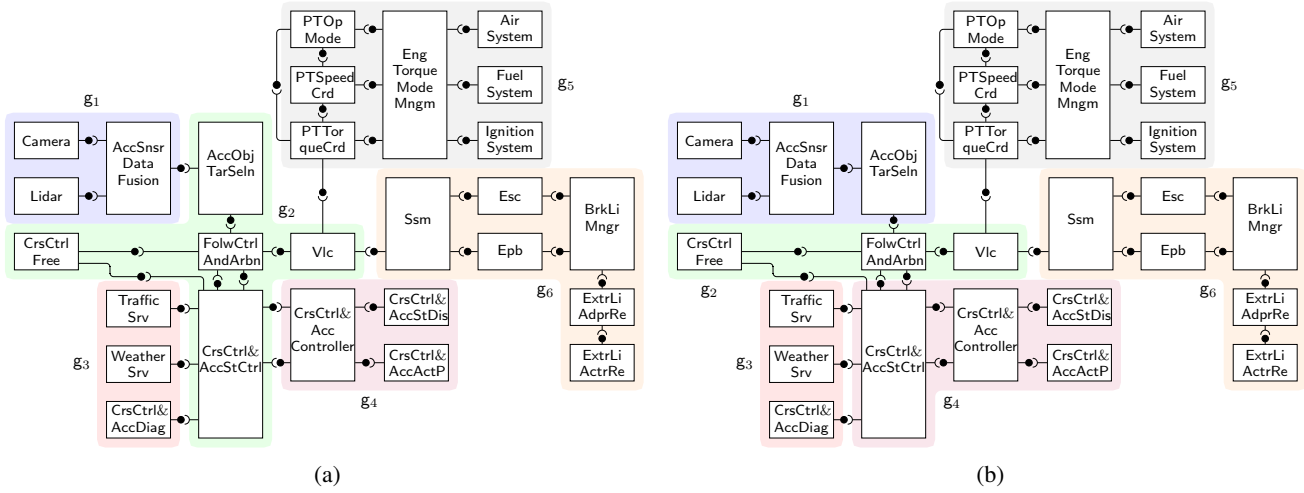 PTOp
Mode
PTSpeed
Crd
PTTor
queCrd
Eng
Torque
Mode
Mngm
Air
System
Fuel
System
Ignition
System
g5
g1
Camera
Lidar
AccSnsr
Data
Fusion
AccObj
TarSeln
g2
CrsCtrl
Free
FolwCtrl
AndArbn
Vlc
Ssm
Esc
Epb
BrkLi
Mngr
g6
ExtrLi
AdprRe
ExtrLi
ActrRe
g3
Traffic
Srv
Weather
Srv
CrsCtrl&
AccDiag
CrsCtrl&
AccStCtrl
CrsCtrl&
Acc
Controller
CrsCtrl&
AccStDis
CrsCtrl&
AccActP
g4
(a)
PTOp
Mode
PTSpeed
Crd
PTTor
queCrd
Eng
Torque
Mode
Mngm
Air
System
Fuel
System
Ignition
System
g5
g1
Camera
Lidar
AccSnsr
Data
Fusion
AccObj
TarSeln
CrsCtrl
Free
g2
FolwCtrl
AndArbn
Vlc
Ssm
Esc
Epb
BrkLi
Mngr
g6
ExtrLi
AdprRe
ExtrLi
ActrRe
g3
Traffic
Srv
Weather
Srv
CrsCtrl&
AccDiag
CrsCtrl&
AccStCtrl
CrsCtrl&
Acc
Controller
CrsCtrl&
AccStDis
CrsCtrl&
AccActP
g4
(b)